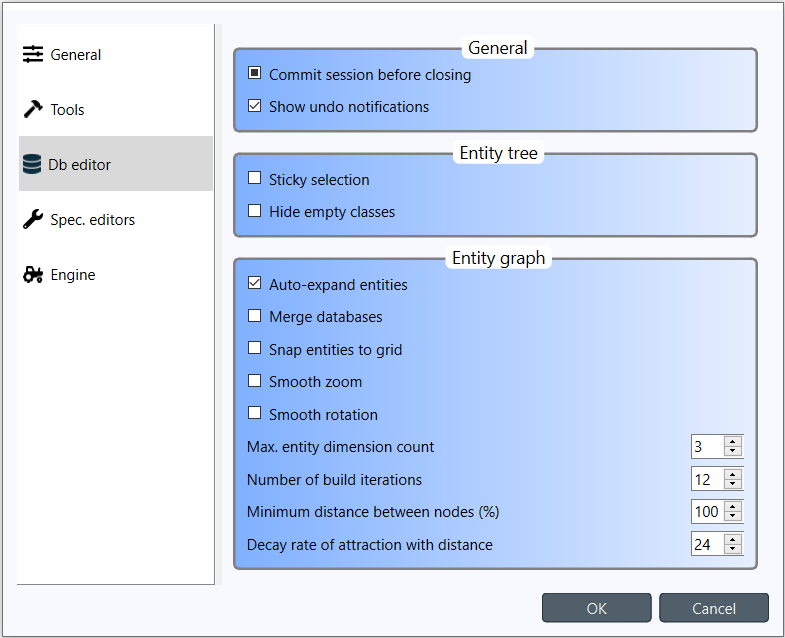 General
Tools
Db editor
Spec. editors
Engine
General
Commit session before closing
Show undo notifications
Entity tree
Sticky selection
Hide empty classes
Entity graph
Auto-expand entities
Merge databases
Snap entities to grid
Smooth zoom
Smooth rotation
Max. entity dimension count 3
Number of build iterations 12
Minimum distance between nodes (%) 100
Decay rate of attraction with distance 24
OK Cancel